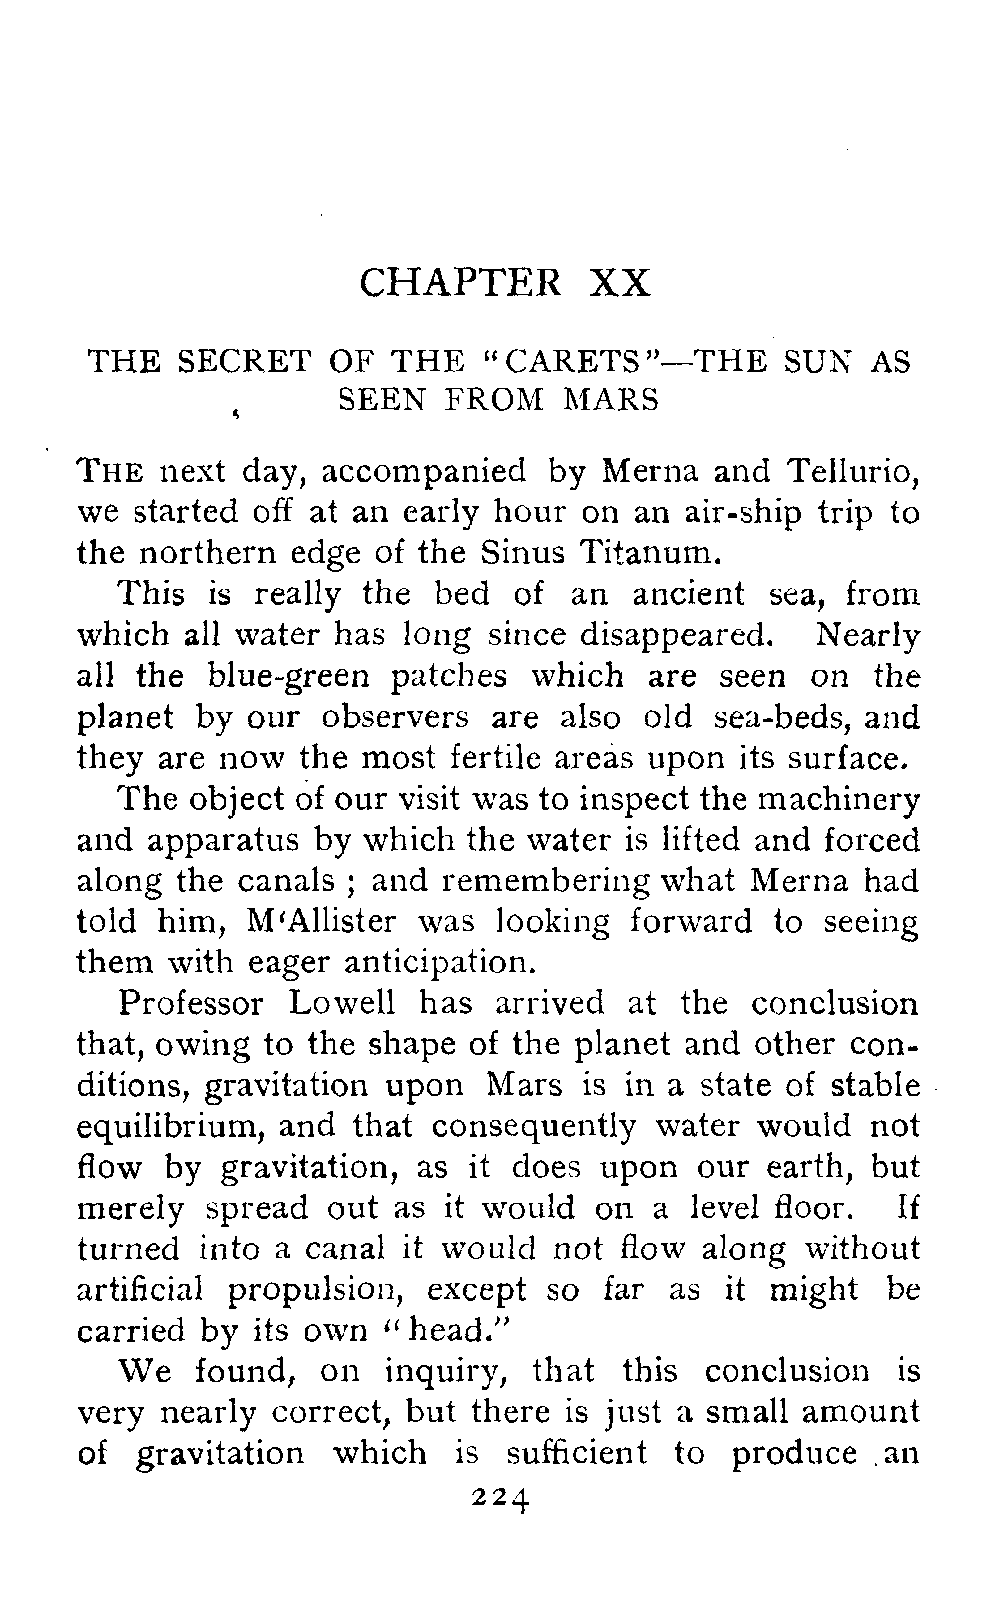 CHAPTER XX
THE SECRET OF THE "CARETS"—THE SUN AS
SEEN FROM MARS
THE next day, accompanied by Merna and Tellurio,
we started off at an early hour on an air-ship trip to
the northern edge of the Sinus Titanum.
This is really the bed of an ancient sea, from
which all water has long since disappeared. Nearly
all the blue-green patches which are seen on the
planet by our observers are also old sea-beds, and
they are now the most fertile areas upon its surface.
The object of our visit was to inspect the machinery
and apparatus by which the water is lifted and forced
along the canals ; and remembering what Merna had
told him, M'Allister was looking forward to seeing
them with eager anticipation.
Professor Lowell has arrived at the conclusion
that, owing to the shape of the planet and other con-
ditions, gravitation upon Mars is in a state of stable
equilibrium, and that consequently water would not
flow by gravitation, as it does upon our earth, but
merely spread out as it would on a level floor. If
turned into a canal it would not flow along without
artificial propulsion, except so far as it might be
carried by its own "head."
We found, on inquiry, that this conclusion is
very nearly correct, but there is just a small amount
of gravitation which is sufficient to produce an
224